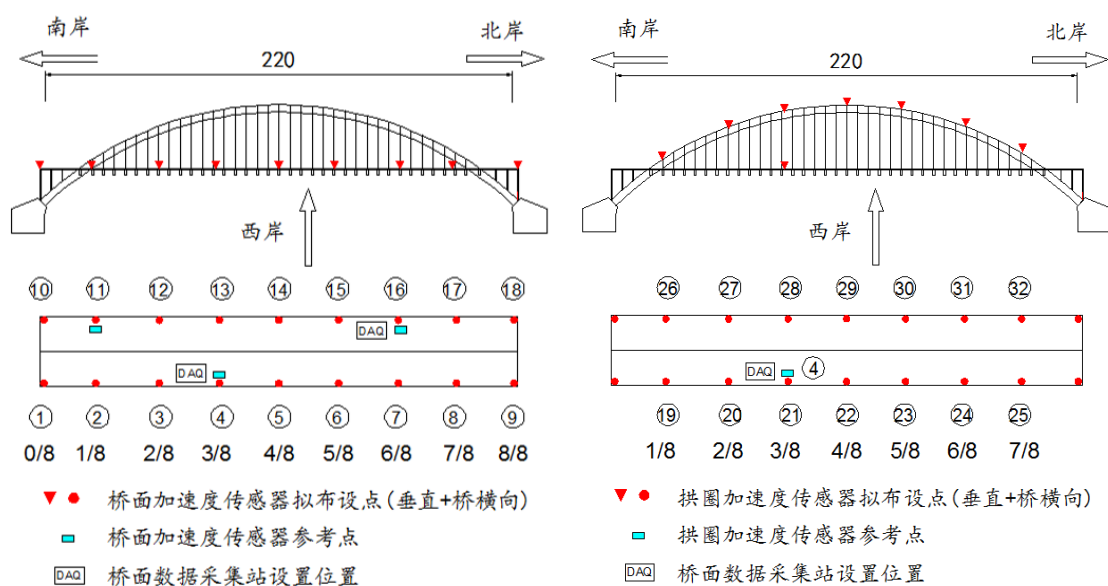 南岸
北岸
220
西岸
⑩ ⑪ ⑫ ⑬ ⑭ ⑮ ⑯ ⑰ ⑱
DAQ
DAQ
① ② ③ ④ ⑤ ⑥ ⑦ ⑧ ⑨
0/8 1/8 2/8 3/8 4/8 5/8 6/8 7/8 8/8
桥面加速度传感器拟布设点(垂直+桥横向)
桥面加速度传感器参考点
DAQ 桥面数据采集站设置位置
南岸
北岸
220
西岸
㉖ ㉗ ㉘ ㉙ ㉚ ㉛ ㉜
DAQ ④
⑲ ⑳ ㉑ ㉒ ㉓ ㉔ ㉕
1/8 2/8 3/8 4/8 5/8 6/8 7/8
拱圈加速度传感器拟布设点(垂直+桥横向)
拱圈加速度传感器参考点
DAQ 桥面数据采集站设置位置